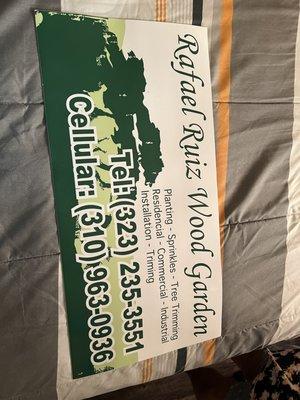 Rafael Ruiz Wood Garden
Planting - Sprinkles - Tree Trimming
Residencial - Commercial - Industrial
Installation - Triming
Tel: (323) 235-3551
Cellular: (310) 963-0936